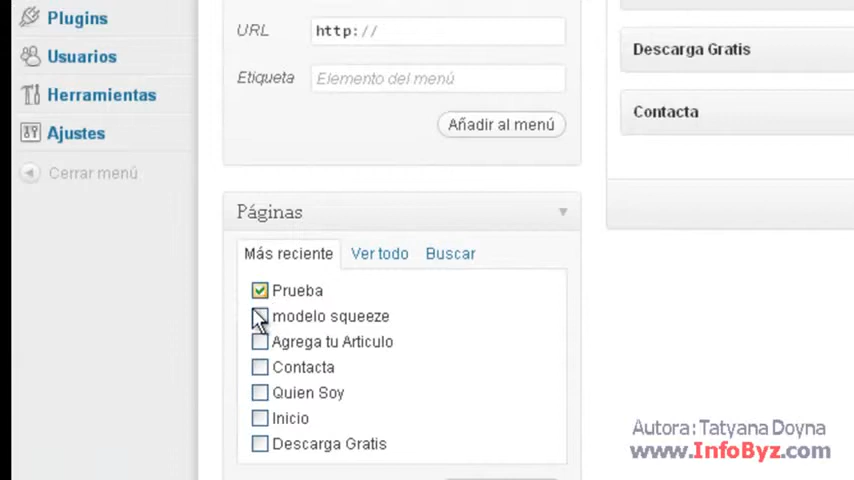 Plugins
Usuarios
Herramientas
Ajustes
Cerrar menú
URL http://
Etiqueta Elemento del menú
Añadir al menú
Páginas
Más reciente Ver todo Buscar
Prueba
modelo squeeze
Agrega tu Articulo
Contacta
Quien Soy
Inicio
Descarga Gratis
Descarga Gratis
Contacta
Autora: Tatyana Doyna
www.InfoByz.com